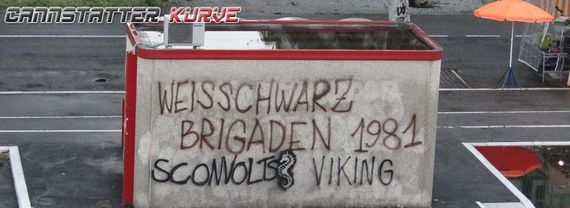 CANNSTATTER KURVE
WEISSCHWARZ
BRIGADEN 1981
SCONVOLTS VIKING